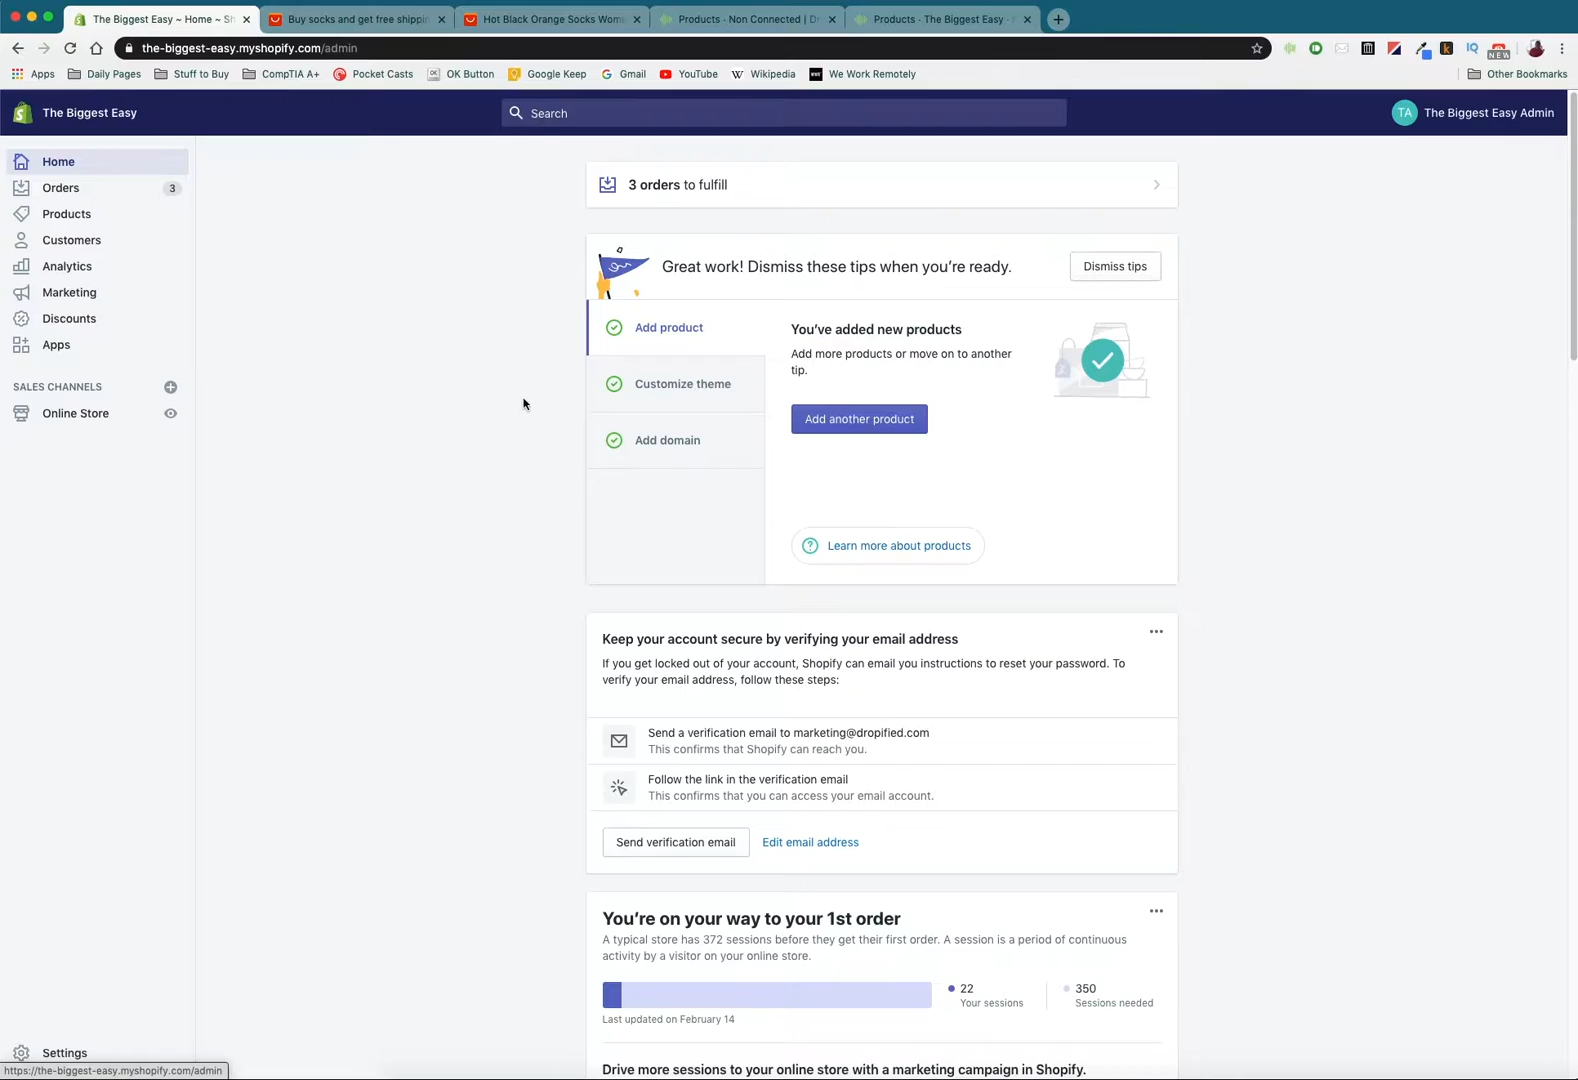 The Biggest Easy ~ Home ~ Sh
Buy socks and get free shippin
Hot Black Orange Socks Wom
Products · Non Connected | D
Products · The Biggest Easy ·
the-biggest-easy.myshopify.com/admin
NEW
Apps
Daily Pages
Stuff to Buy
CompTIA A+
Pocket Casts
OK Button
Google Keep
Gmail
YouTube
Wikipedia
We Work Remotely
Other Bookmarks
The Biggest Easy
Search
TA The Biggest Easy Admin
Home
Orders 3
Products
Customers
Analytics
Marketing
Discounts
Apps
SALES CHANNELS
Online Store
Settings
https://the-biggest-easy.myshopify.com/admin
3 orders to fulfill
Great work! Dismiss these tips when you're ready.
Dismiss tips
Add product
Customize theme
Add domain
You've added new products
Add more products or move on to another
tip.
Add another product
Learn more about products
Keep your account secure by verifying your email address
If you get locked out of your account, Shopify can email you instructions to reset your password. To
verify your email address, follow these steps:
Send a verification email to marketing@dropified.com
This confirms that Shopify can reach you.
Follow the link in the verification email
This confirms that you can access your email account.
Send verification email
Edit email address
You're on your way to your 1st order
A typical store has 372 sessions before they get their first order. A session is a period of continuous
activity by a visitor on your online store.
22
Your sessions
350
Sessions needed
Last updated on February 14
Drive more sessions to your online store with a marketing campaign in Shopify.